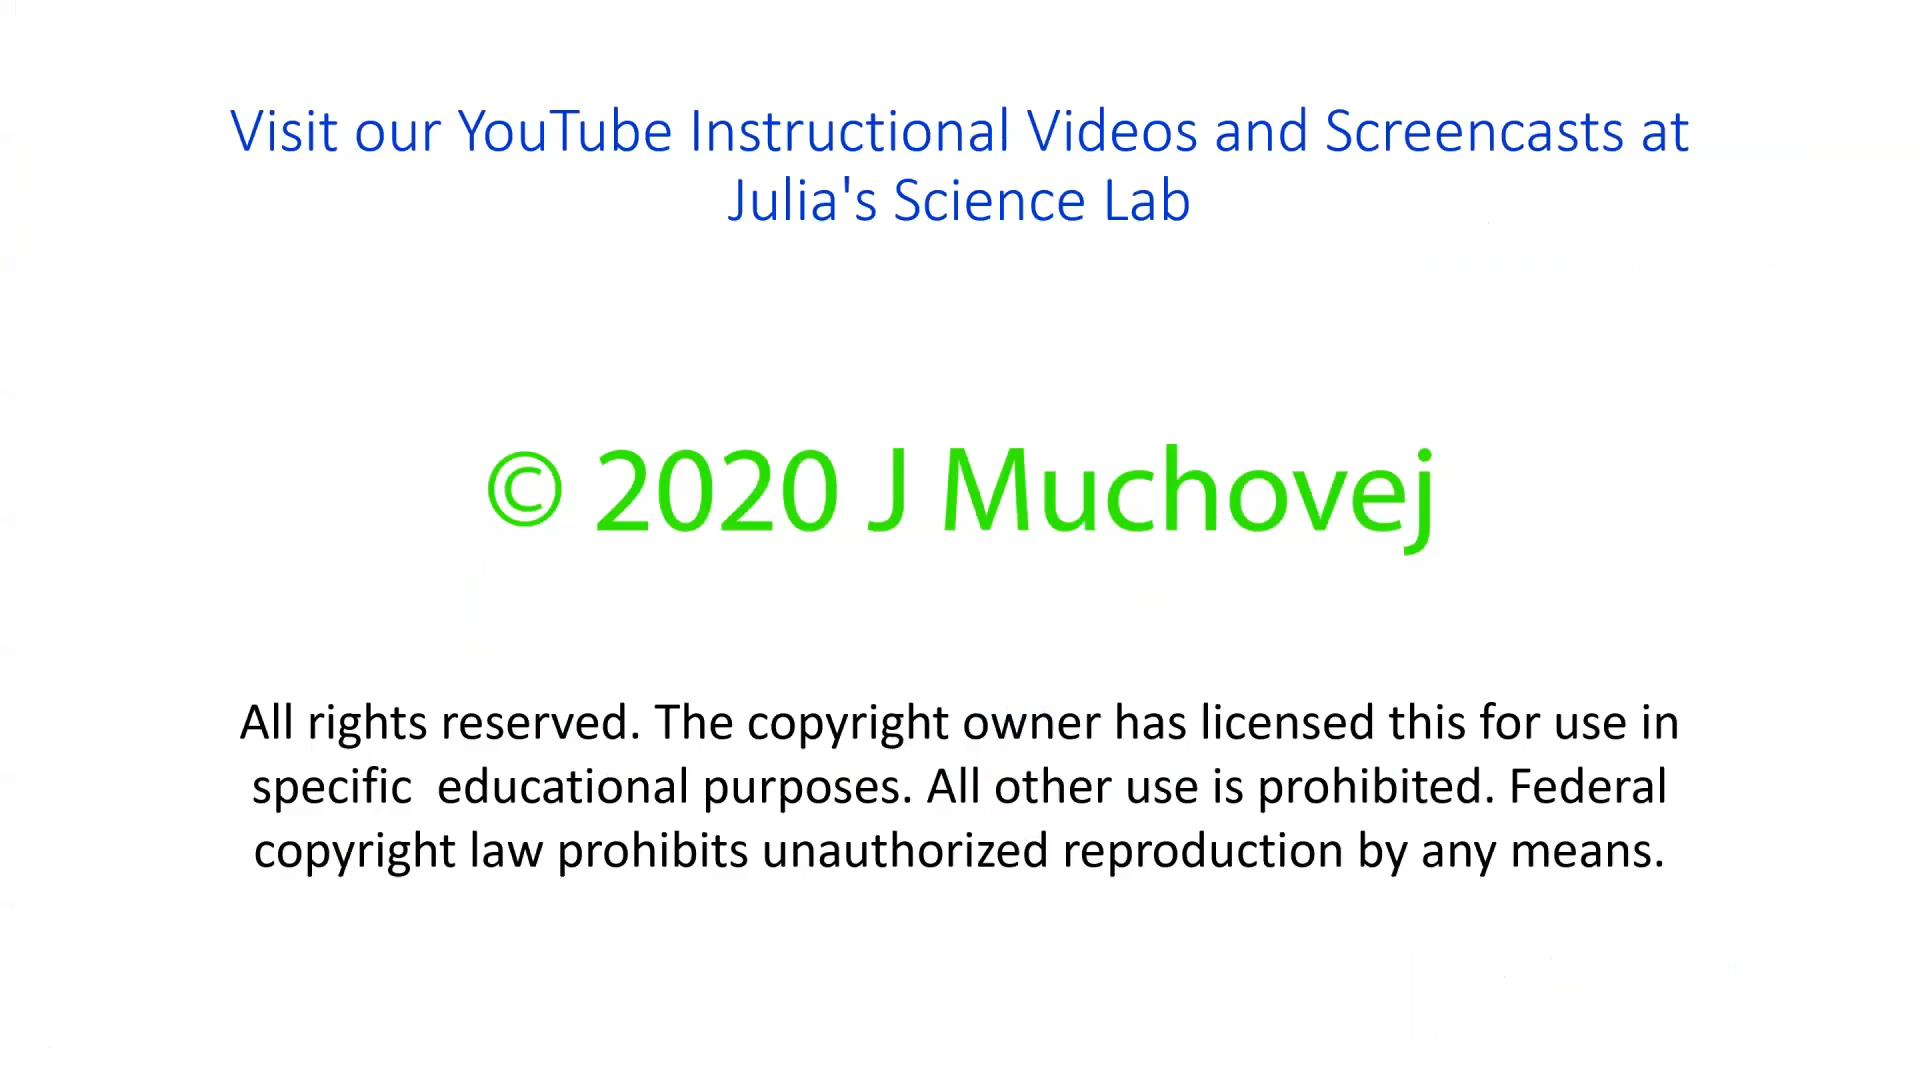 Visit our YouTube Instructional Videos and Screencasts at
Julia's Science Lab
© 2020 J Muchovej
All rights reserved. The copyright owner has licensed this for use in
specific  educational purposes. All other use is prohibited. Federal
copyright law prohibits unauthorized reproduction by any means.